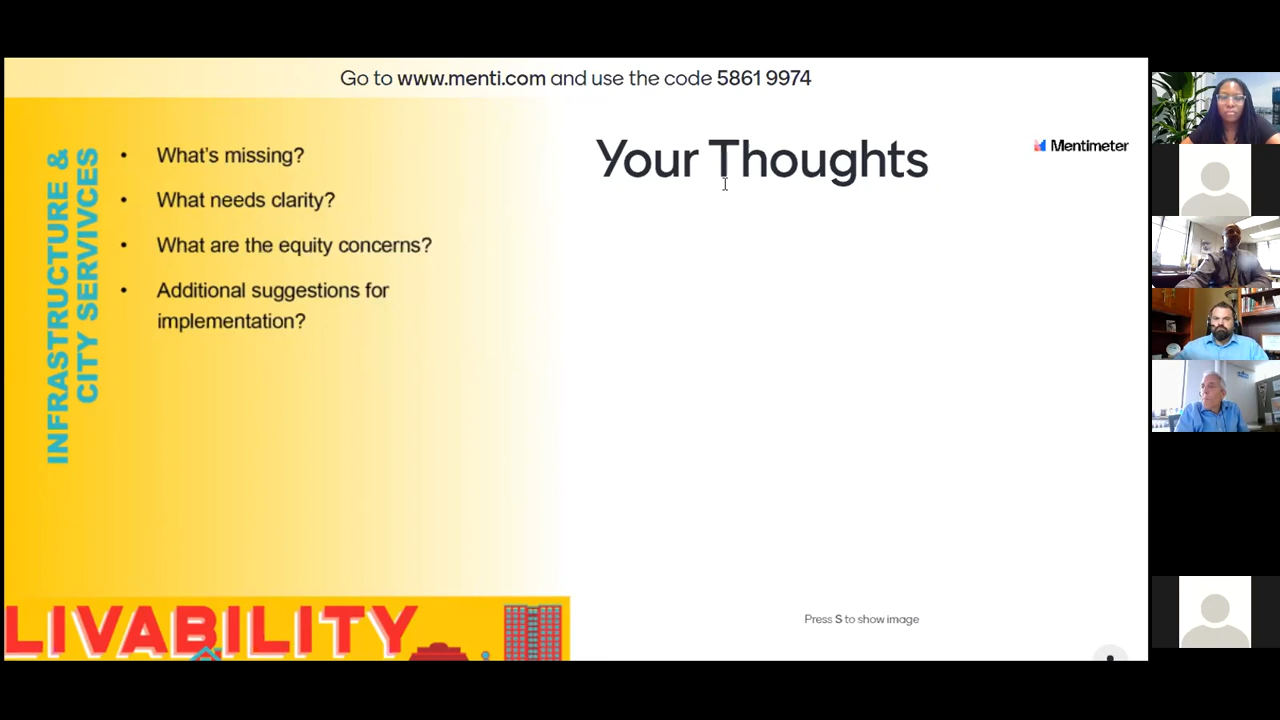 Go to www.menti.com and use the code 5861 9974
INFRASTRUCTURE &
CITY SERIVCES
• What's missing?
• What needs clarity?
• What are the equity concerns?
• Additional suggestions for
implementation?
LIVABILITY
Your Thoughts
Mentimeter
Press S to show image